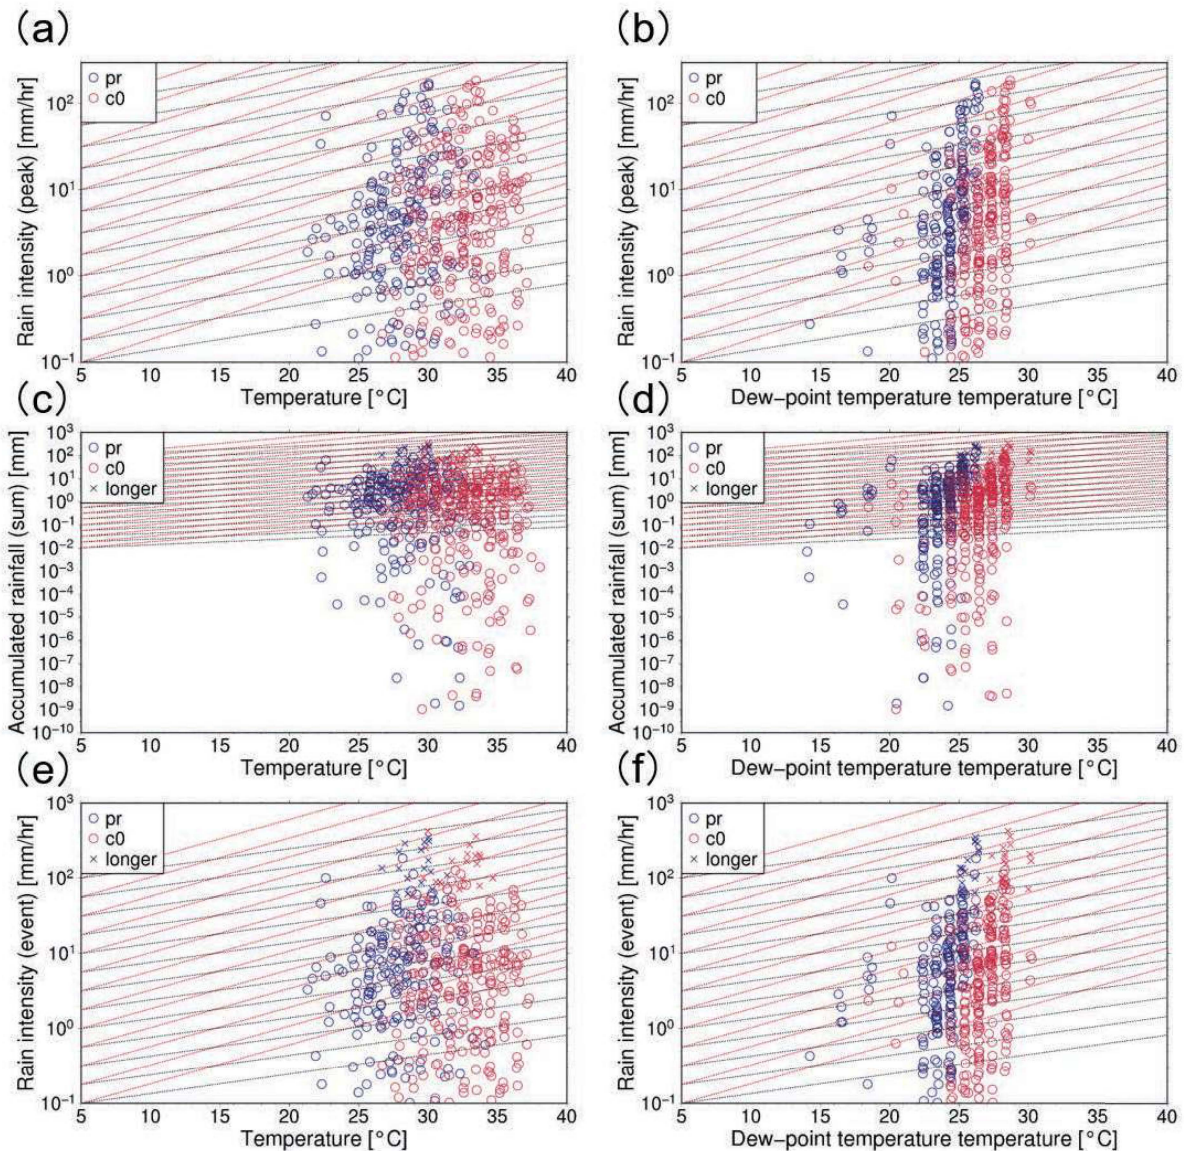 (a)
(b)
Rain intensity (peak) [mm/hr]
10²
10¹
10⁰
10⁻¹
pr
c0
5 10 15 20 25 30 35 40
Temperature [°C]
Rain intensity (peak) [mm/hr]
10²
10¹
10⁰
10⁻¹
pr
c0
5 10 15 20 25 30 35 40
Dew-point temperature temperature [°C]
(c)
(d)
Accumulated rainfall (sum) [mm]
10³
10²
10¹
10⁰
10⁻¹
10⁻²
10⁻³
10⁻⁴
10⁻⁵
10⁻⁶
10⁻⁷
10⁻⁸
10⁻⁹
10⁻¹⁰
pr
c0
longer
5 10 15 20 25 30 35 40
Temperature [°C]
Accumulated rainfall (sum) [mm]
10³
10²
10¹
10⁰
10⁻¹
10⁻²
10⁻³
10⁻⁴
10⁻⁵
10⁻⁶
10⁻⁷
10⁻⁸
10⁻⁹
10⁻¹⁰
pr
c0
longer
5 10 15 20 25 30 35 40
Dew-point temperature temperature [°C]
(e)
(f)
Rain intensity (event) [mm/hr]
10³
10²
10¹
10⁰
10⁻¹
pr
c0
longer
5 10 15 20 25 30 35 40
Temperature [°C]
Rain intensity (event) [mm/hr]
10³
10²
10¹
10⁰
10⁻¹
pr
c0
longer
5 10 15 20 25 30 35 40
Dew-point temperature temperature [°C]